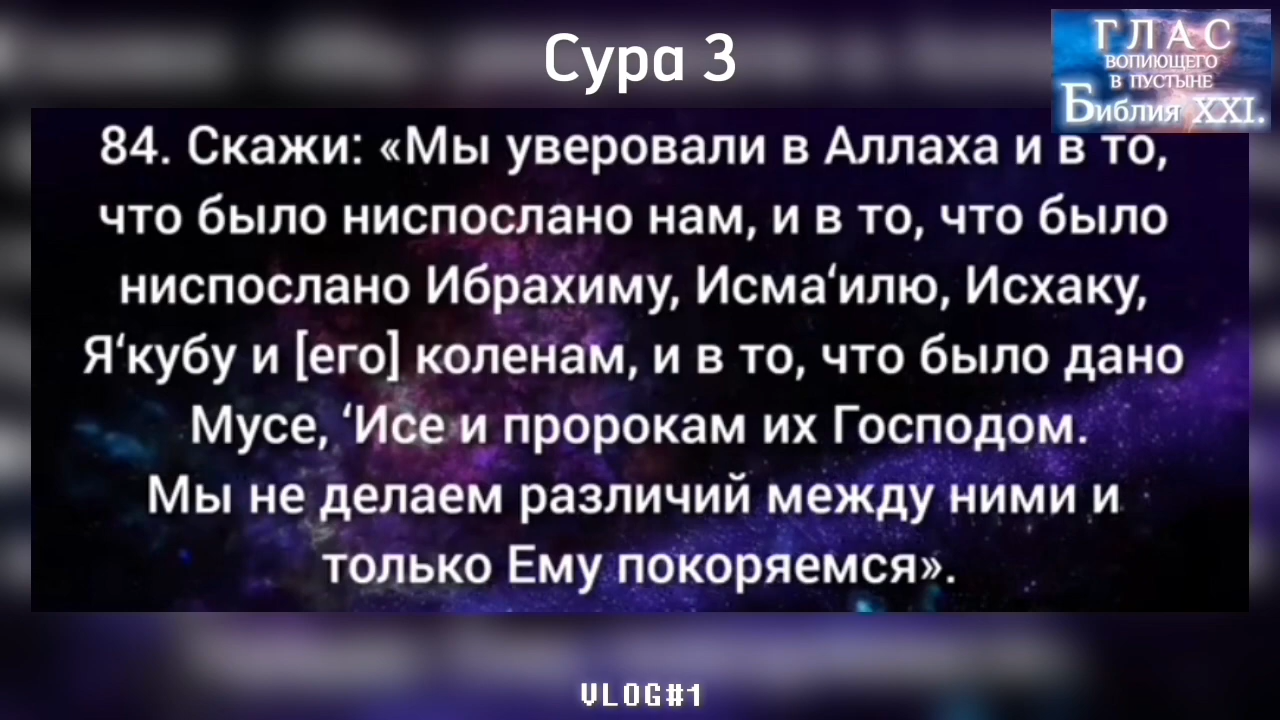 Сура 3
ГЛАС
ВОПИЮЩЕГО
В ПУСТЫНЕ
Библия XXI.
84. Скажи: «Мы уверовали в Аллаха и в то,
что было ниспослано нам, и в то, что было
ниспослано Ибрахиму, Исма‘илю, Исхаку,
Я‘кубу и [его] коленам, и в то, что было дано
Мусе, ‘Исе и пророкам их Господом.
Мы не делаем различий между ними и
только Ему покоряемся».
VLOG#1